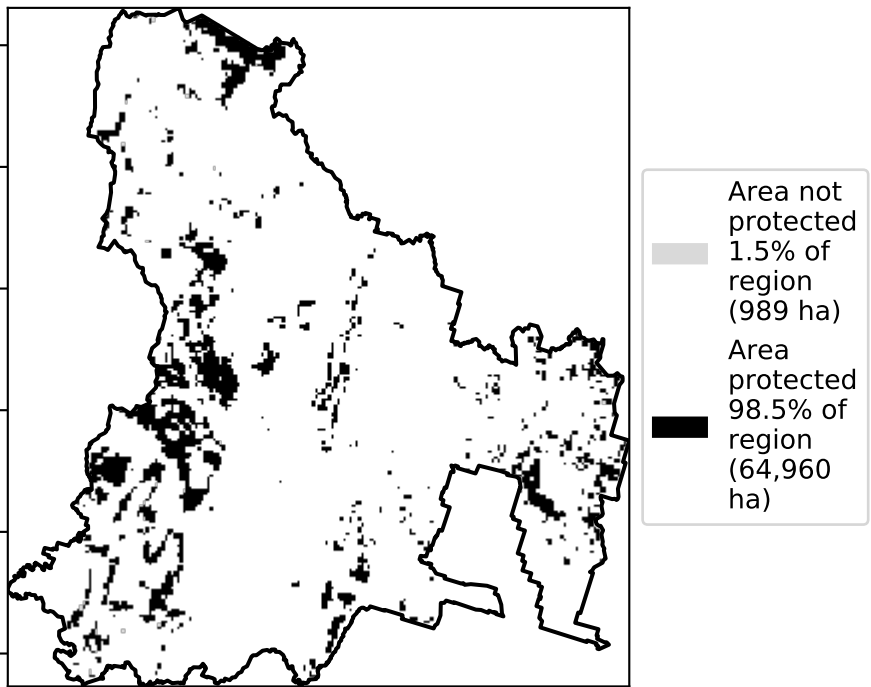 Area not
protected
1.5% of
region
(989 ha)
Area
protected
98.5% of
region
(64,960
ha)